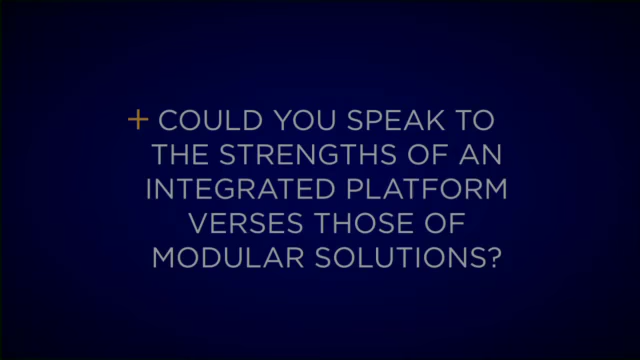 + COULD YOU SPEAK TO
THE STRENGTHS OF AN
INTEGRATED PLATFORM
VERSES THOSE OF
MODULAR SOLUTIONS?